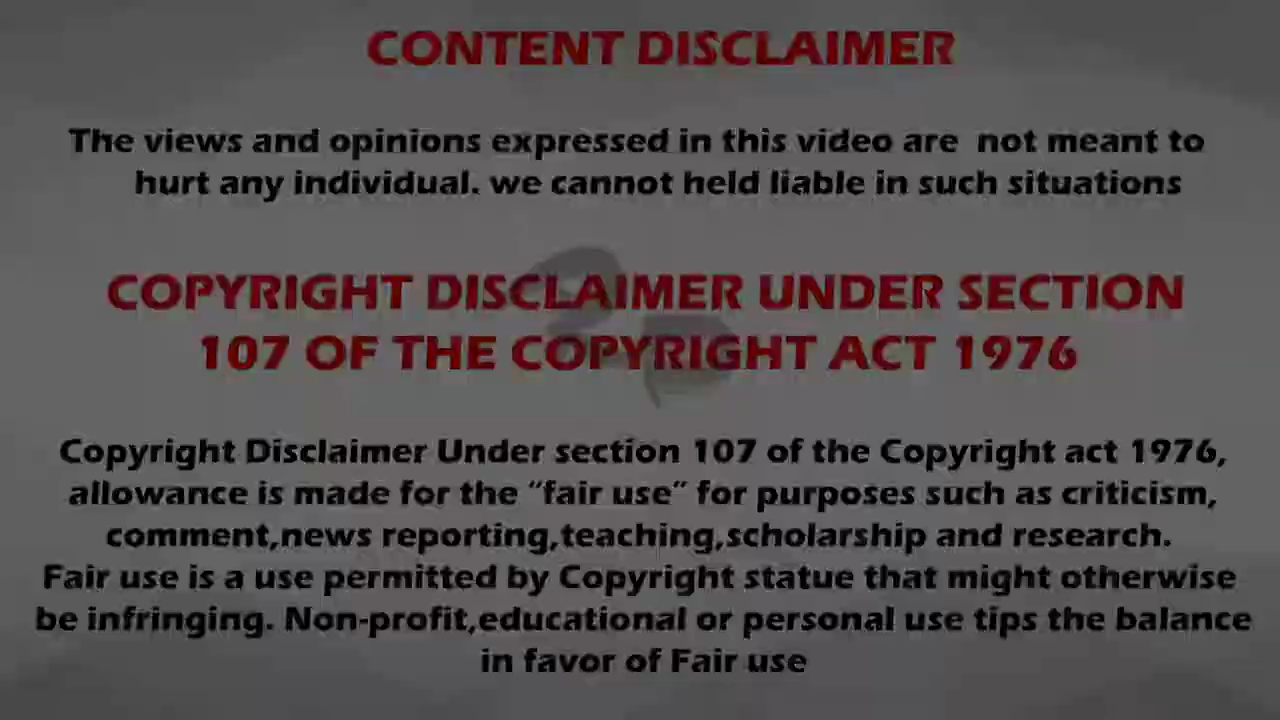 CONTENT DISCLAIMER
The views and opinions expressed in this video are not meant to
hurt any individual. we cannot held liable in such situations
COPYRIGHT DISCLAIMER UNDER SECTION
107 OF THE COPYRIGHT ACT 1976
Copyright Disclaimer Under section 107 of the Copyright act 1976,
allowance is made for the “fair use” for purposes such as criticism,
comment,news reporting,teaching,scholarship and research.
Fair use is a use permitted by Copyright statue that might otherwise
be infringing. Non-profit,educational or personal use tips the balance
in favor of Fair use